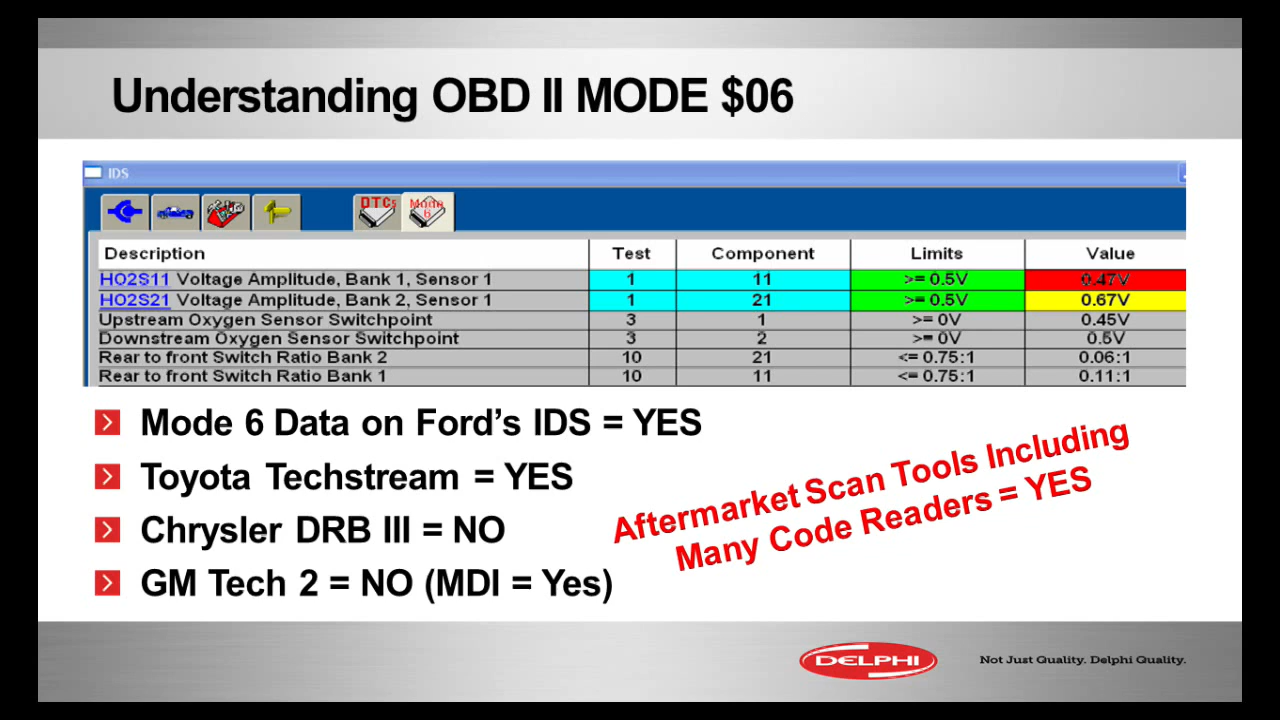 Understanding OBD II MODE $06
IDS
DTCs Mode 6
Description Test Component Limits Value
HO2S11 Voltage Amplitude, Bank 1, Sensor 1 1 11 >= 0.5V 0.47V
HO2S21 Voltage Amplitude, Bank 2, Sensor 1 1 21 >= 0.5V 0.67V
Upstream Oxygen Sensor Switchpoint 3 1 >= 0V 0.45V
Downstream Oxygen Sensor Switchpoint 3 2 >= 0V 0.5V
Rear to front Switch Ratio Bank 2 10 21 <= 0.75:1 0.06:1
Rear to front Switch Ratio Bank 1 10 11 <= 0.75:1 0.11:1
Mode 6 Data on Ford’s IDS = YES
Toyota Techstream = YES
Chrysler DRB III = NO
GM Tech 2 = NO (MDI = Yes)
Aftermarket Scan Tools Including
Many Code Readers = YES
DELPHI
Not Just Quality. Delphi Quality.